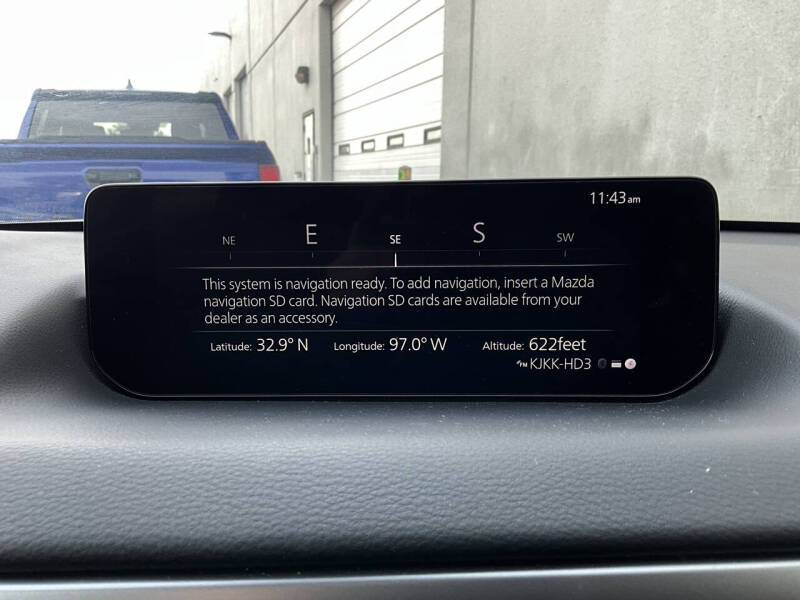 11:43am
NE E SE S SW
This system is navigation ready. To add navigation, insert a Mazda
navigation SD card. Navigation SD cards are available from your
dealer as an accessory.
Latitude: 32.9° N Longitude: 97.0° W Altitude: 622feet
FM KJKK-HD3